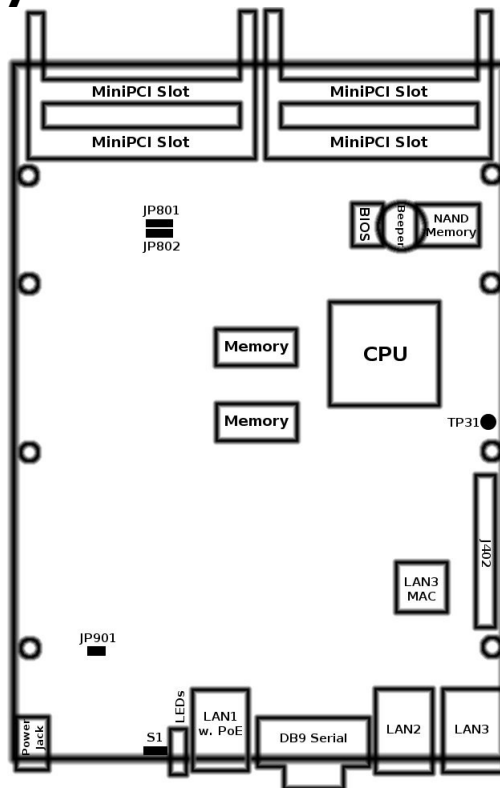 MiniPCI Slot
MiniPCI Slot
MiniPCI Slot
MiniPCI Slot
JP801
JP802
BIOS
Beeper
NAND
Memory
Memory
CPU
Memory
TP31
J402
LAN3
MAC
JP901
Power
Jack
S1
LEDs
LAN1
w. PoE
DB9 Serial
LAN2
LAN3